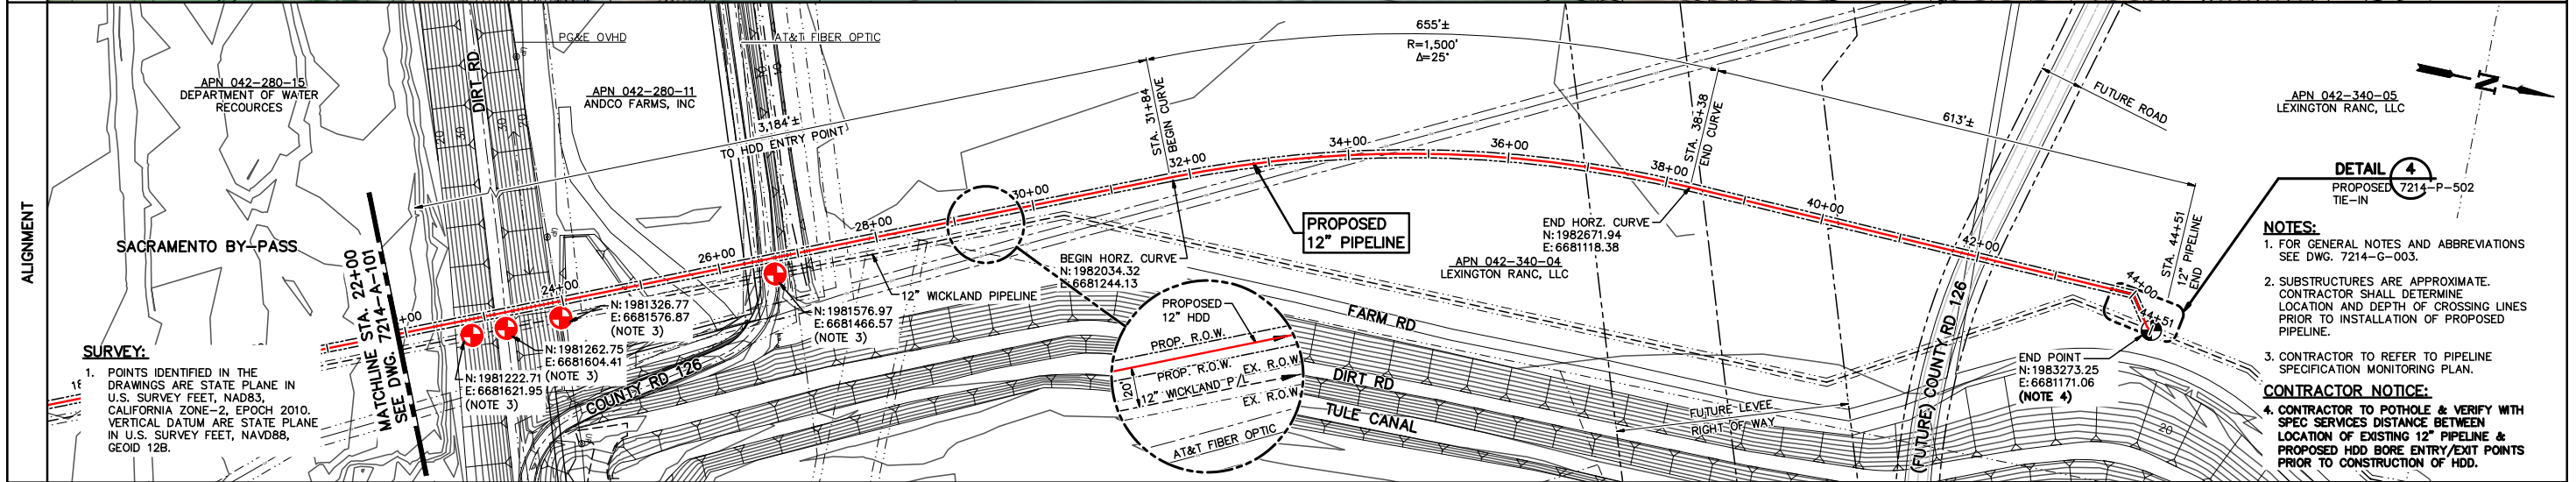 ALIGNMENT
APN 042-280-15
DEPARTMENT OF WATER
RECOURCES
SACRAMENTO BY-PASS
SURVEY:
1. POINTS IDENTIFIED IN THE
DRAWINGS ARE STATE PLANE IN
U.S. SURVEY FEET, NAD83,
CALIFORNIA ZONE-2, EPOCH 2010.
VERTICAL DATUM ARE STATE PLANE
IN U.S. SURVEY FEET, NAVD88,
GEOID 12B.
18
MATCHLINE STA. 22+00
SEE DWG. 7214-A-101
+00
DIRT RD
20
30
30
20
PG&E OVHD
APN 042-280-11
ANDCO FARMS, INC
AT&T FIBER OPTIC
3,184'±
TO HDD ENTRY POINT
24+00
26+00
28+00
30+00
32+00
34+00
36+00
38+00
40+00
42+00
44+00
44+51
N:1981222.71
E:6681621.95
(NOTE 3)
N:1981262.75
E:6681604.41
(NOTE 3)
N:1981326.77
E:6681576.87
(NOTE 3)
N:1981576.97
E:6681466.57
(NOTE 3)
COUNTY RD 126
12" WICKLAND PIPELINE
STA. 31+84
BEGIN CURVE
655'±
R=1,500'
Δ=25°
BEGIN HORZ. CURVE
N:1982034.32
E:6681244.13
PROPOSED
12" PIPELINE
PROPOSED
12" HDD
PROP. R.O.W.
PROP. R.O.W.
20'
12" WICKLAND P/L
EX. R.O.W.
EX. R.O.W.
AT&T FIBER OPTIC
FARM RD
DIRT RD
TULE CANAL
STA. 38+38
END CURVE
END HORZ. CURVE
N:1982671.94
E:6681118.38
APN 042-340-04
LEXINGTON RANC, LLC
FUTURE LEVEE
RIGHT OF WAY
613'±
FUTURE ROAD
(FUTURE) COUNTY RD 126
STA. 44+51
12" PIPELINE
END
END POINT
N:1983273.25
E:6681171.06
(NOTE 4)
20
APN 042-340-05
LEXINGTON RANC, LLC
N
DETAIL 4
PROPOSED 7214-P-502
TIE-IN
NOTES:
1. FOR GENERAL NOTES AND ABBREVIATIONS
SEE DWG. 7214-G-003.
2. SUBSTRUCTURES ARE APPROXIMATE.
CONTRACTOR SHALL DETERMINE
LOCATION AND DEPTH OF CROSSING LINES
PRIOR TO INSTALLATION OF PROPOSED
PIPELINE.
3. CONTRACTOR TO REFER TO PIPELINE
SPECIFICATION MONITORING PLAN.
CONTRACTOR NOTICE:
4. CONTRACTOR TO POTHOLE & VERIFY WITH
SPEC SERVICES DISTANCE BETWEEN
LOCATION OF EXISTING 12" PIPELINE &
PROPOSED HDD BORE ENTRY/EXIT POINTS
PRIOR TO CONSTRUCTION OF HDD.